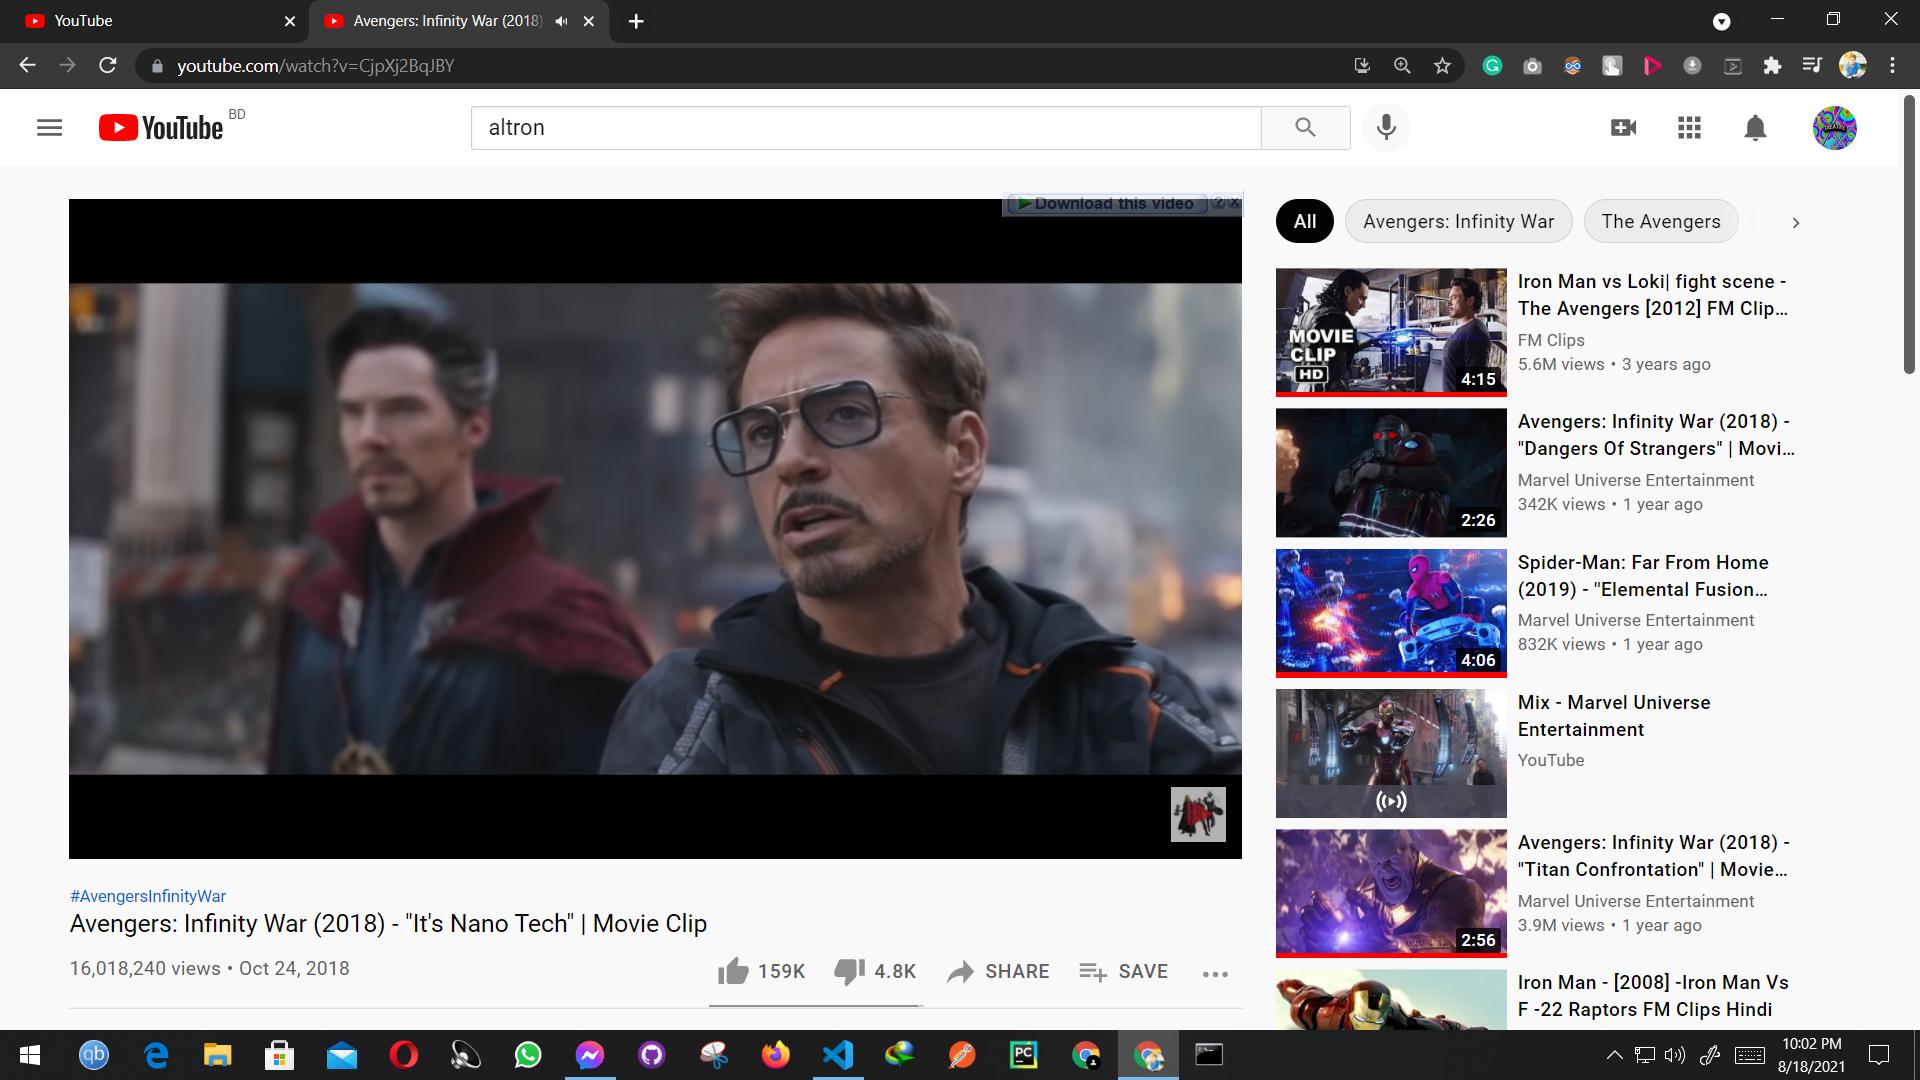 YouTube
Avengers: Infinity War (2018)
youtube.com/watch?v=CjpXj2BqJBY
YouTube BD
altron
Download this video
All
Avengers: Infinity War
The Avengers
MOVIE
CLIP
HD
4:15
Iron Man vs Loki| fight scene -
The Avengers [2012] FM Clip...
FM Clips
5.6M views • 3 years ago
2:26
Avengers: Infinity War (2018) -
"Dangers Of Strangers" | Movi...
Marvel Universe Entertainment
342K views • 1 year ago
4:06
Spider-Man: Far From Home
(2019) - "Elemental Fusion...
Marvel Universe Entertainment
832K views • 1 year ago
Mix - Marvel Universe
Entertainment
YouTube
2:56
Avengers: Infinity War (2018) -
"Titan Confrontation" | Movie...
Marvel Universe Entertainment
3.9M views • 1 year ago
Iron Man - [2008] -Iron Man Vs
F -22 Raptors FM Clips Hindi
#AvengersInfinityWar
Avengers: Infinity War (2018) - "It's Nano Tech" | Movie Clip
16,018,240 views • Oct 24, 2018
159K
4.8K
SHARE
SAVE
qb
PC
10:02 PM
8/18/2021